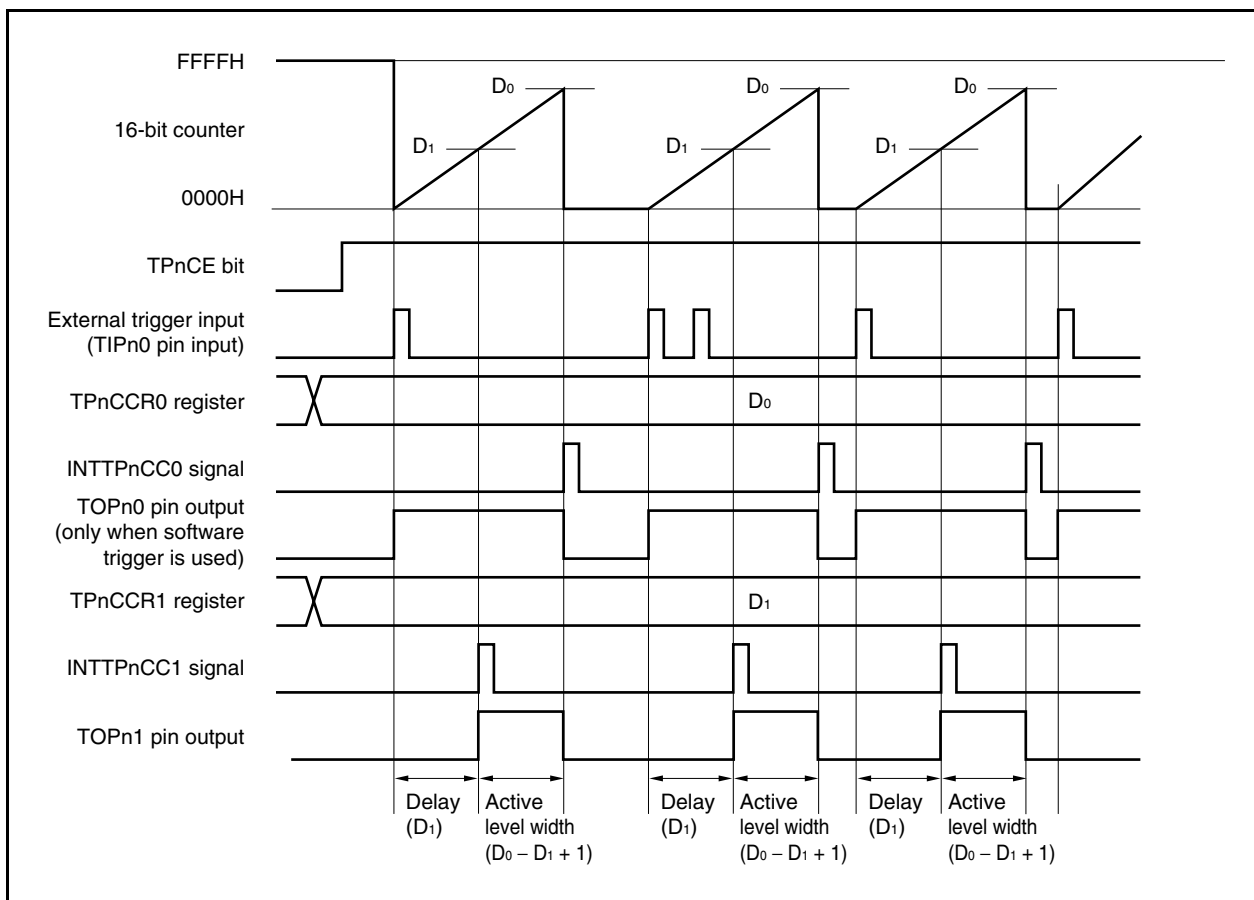 FFFFH
D0
D0
D0
16-bit counter
D1
D1
D1
0000H
TPnCE bit
External trigger input
(TIPn0 pin input)
TPnCCR0 register
D0
INTTPnCC0 signal
TOPn0 pin output
(only when software
trigger is used)
TPnCCR1 register
D1
INTTPnCC1 signal
TOPn1 pin output
Delay
(D1)
Active
level width
(D0 – D1 + 1)
Delay
(D1)
Active
level width
(D0 – D1 + 1)
Delay
(D1)
Active
level width
(D0 – D1 + 1)